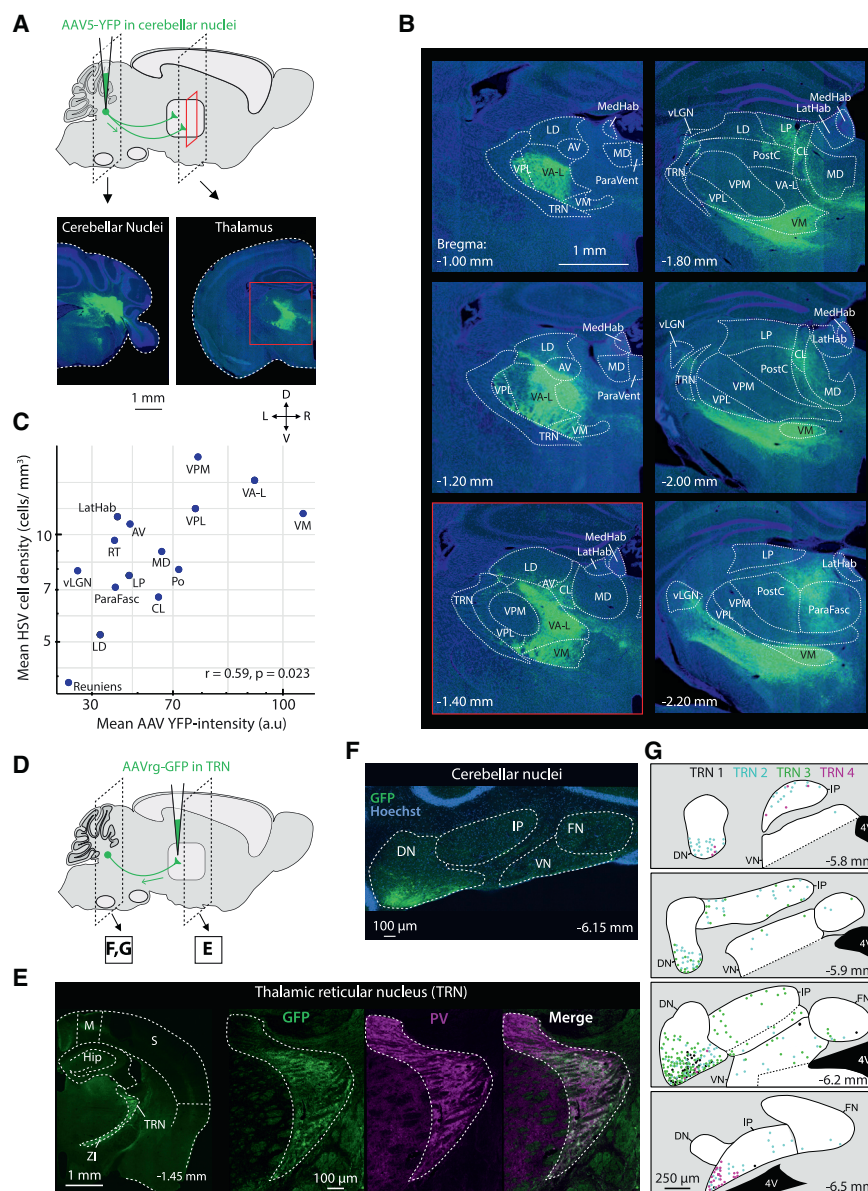 A
AAV5-YFP in cerebellar nuclei
Cerebellar Nuclei
Thalamus
1 mm
D
L R
V
B
LD
AV
VPL
VA-L
TRN
VM
MedHab
MD
ParaVent
Bregma:
-1.00 mm
1 mm
vLGN
LD
LP
MedHab
LatHab
PostC
CL
MD
TRN
VPM
VPL
VA-L
VM
-1.80 mm
LD
AV
VPL
VA-L
TRN
VM
MedHab
MD
ParaVent
-1.20 mm
vLGN
LP
MedHab
LatHab
CL
PostC
MD
TRN
VPM
VPL
VM
-2.00 mm
MedHab
LatHab
LD
AV
CL
TRN
MD
VPM
VPL
VA-L
VM
-1.40 mm
LP
LatHab
vLGN
PostC
VPM
VPL
ParaFasc
VM
-2.20 mm
C
Mean HSV cell density (cells/ mm³)
10
7
5
VPM
VA-L
VPL
VM
LatHab
AV
RT
MD
vLGN
LP
Po
ParaFasc
CL
LD
Reuniens
r = 0.59, p = 0.023
30 70 100
Mean AAV YFP-intensity (a.u)
D
AAVrg-GFP in TRN
F,G
E
E
Thalamic reticular nucleus (TRN)
M
S
Hip
TRN
ZI
1 mm
-1.45 mm
GFP
100 µm
PV
Merge
F
Cerebellar nuclei
GFP
Hoechst
IP
FN
DN
VN
100 µm
-6.15 mm
G
TRN 1 TRN 2 TRN 3 TRN 4
IP
DN
VN
4V
-5.8 mm
IP
DN
VN
4V
-5.9 mm
DN
IP
FN
VN
4V
-6.2 mm
DN
IP
FN
4V
250 µm
-6.5 mm